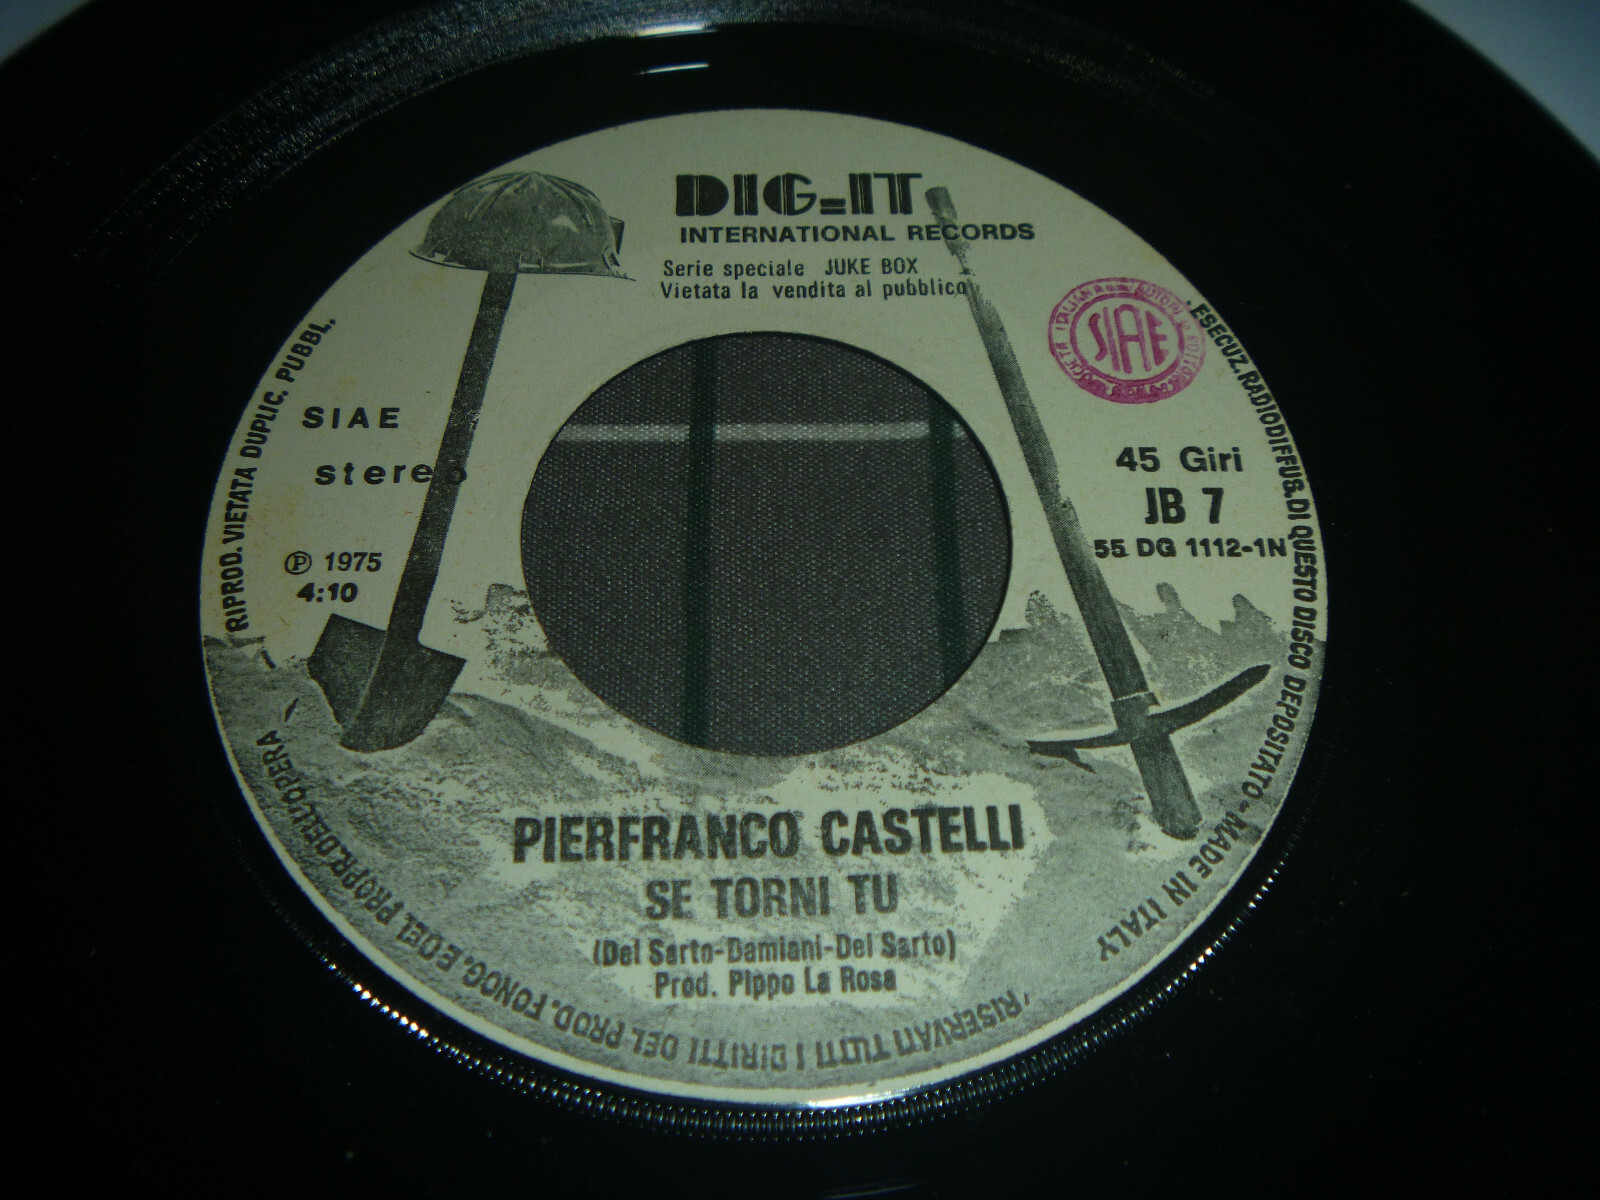 DIG-IT
INTERNATIONAL RECORDS
Serie speciale JUKE BOX
Vietata la vendita al pubblico
SIAE
SIAE
stereo
℗ 1975
4:10
45 Giri
JB 7
55 DG 1112-1N
PIERFRANCO CASTELLI
SE TORNI TU
(Del Sarto-Damiani-Del Sarto)
Prod. Pippo La Rosa
RISERVATI TUTTI I DIRITTI DEL PROD. FONOG. E DEL PROPR. DELL'OPERA
RIPROD. VIETATA DUPLIC. PUBBL.
ESECUZ. RADIODIFFUS. DI QUESTO DISCO DEPOSITATO - MADE IN ITALY